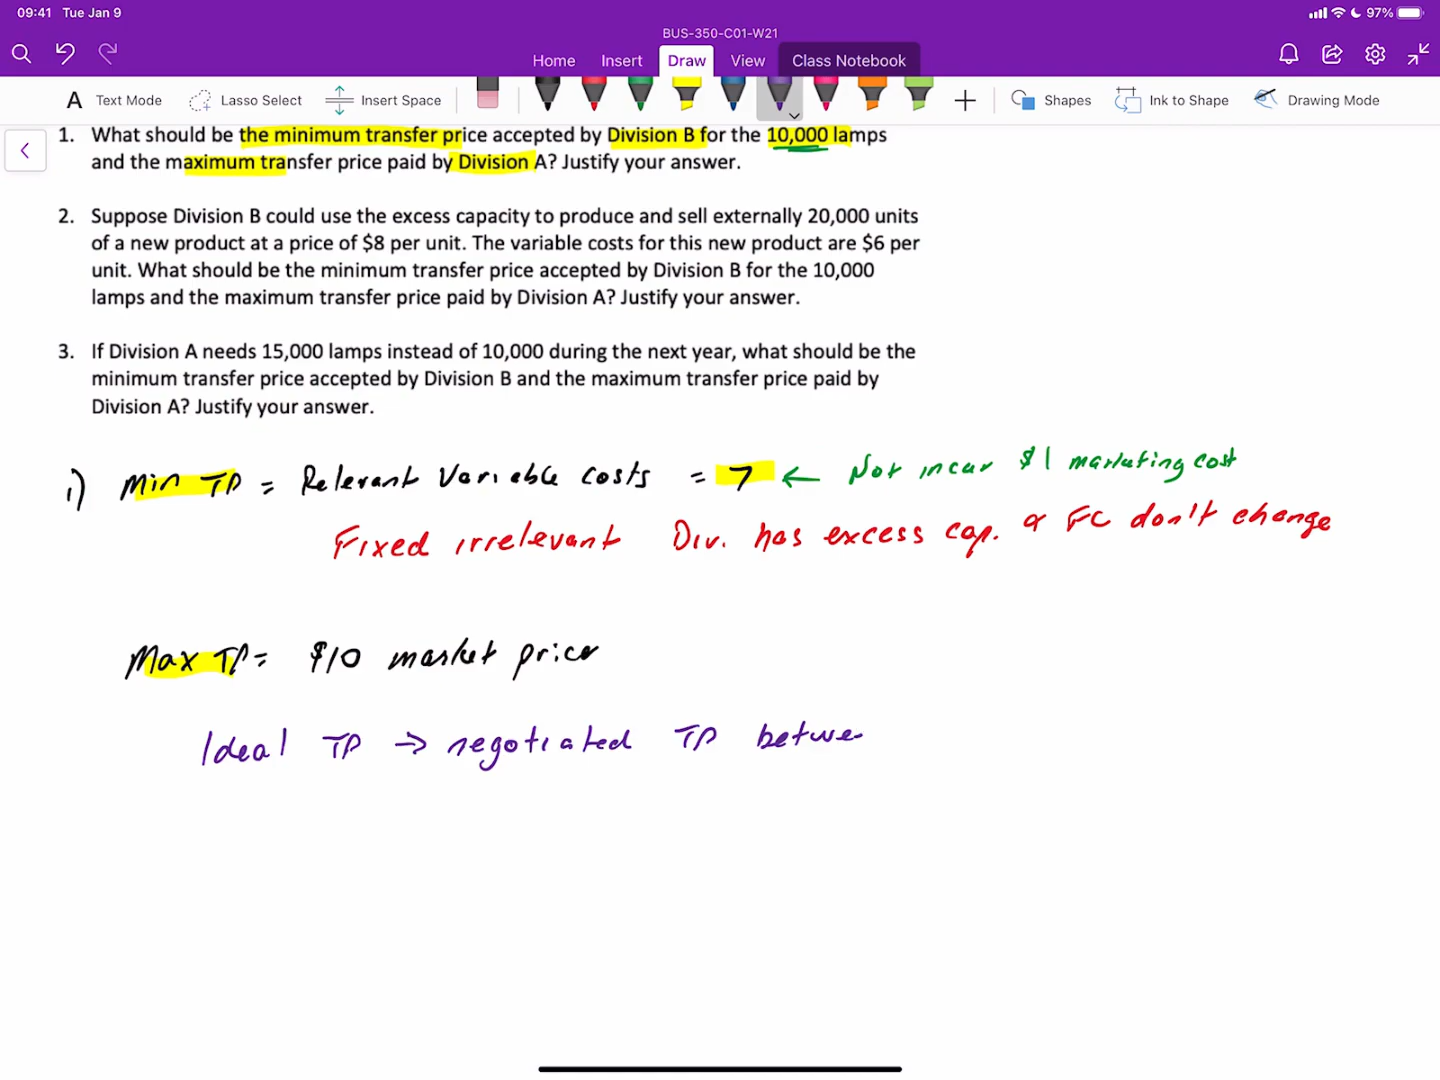 09:41 Tue Jan 9
97%
BUS-350-C01-W21
Home Insert Draw View Class Notebook
A Text Mode Lasso Select Insert Space Shapes Ink to Shape Drawing Mode
1. What should be the minimum transfer price accepted by Division B for the 10,000 lamps
and the maximum transfer price paid by Division A? Justify your answer.
2. Suppose Division B could use the excess capacity to produce and sell externally 20,000 units
of a new product at a price of $8 per unit. The variable costs for this new product are $6 per
unit. What should be the minimum transfer price accepted by Division B for the 10,000
lamps and the maximum transfer price paid by Division A? Justify your answer.
3. If Division A needs 15,000 lamps instead of 10,000 during the next year, what should be the
minimum transfer price accepted by Division B and the maximum transfer price paid by
Division A? Justify your answer.
1) Min TP = Relevant Variable costs = 7 ← Not incur $1 marketing cost
Fixed irrelevant Div. has excess cap. & FC don't change
Max TP = $10 market price
Ideal TP → negotiated TP betwee